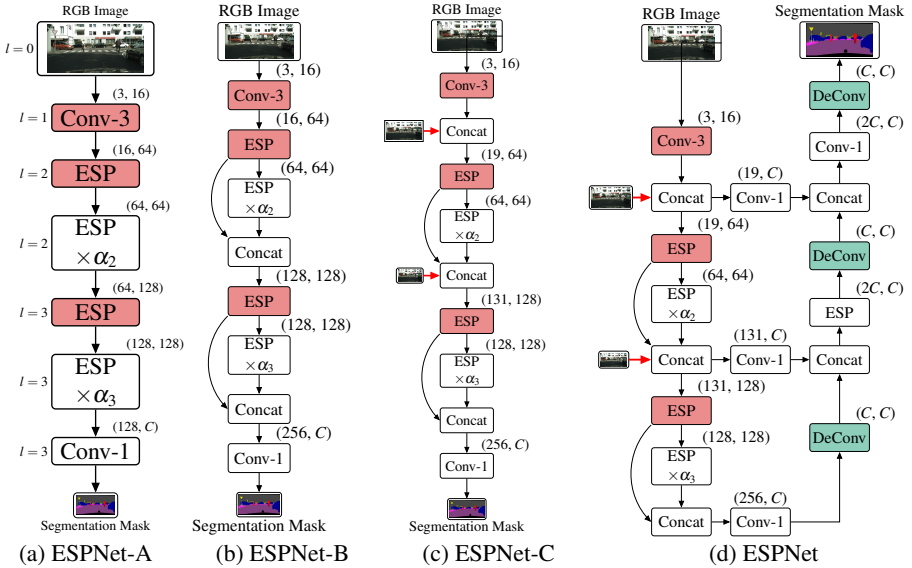 RGB Image
l = 0
(3, 16)
l = 1
Conv-3
(16, 64)
l = 2
ESP
(64, 64)
l = 2
ESP
×α₂
(64, 128)
l = 3
ESP
(128, 128)
l = 3
ESP
×α₃
(128, C)
l = 3
Conv-1
Segmentation Mask
(a) ESPNet-A
RGB Image
(3, 16)
Conv-3
(16, 64)
ESP
(64, 64)
ESP
×α₂
Concat
(128, 128)
ESP
(128, 128)
ESP
×α₃
Concat
(256, C)
Conv-1
Segmentation Mask
(b) ESPNet-B
RGB Image
(3, 16)
Conv-3
Concat
(19, 64)
ESP
(64, 64)
ESP
×α₂
Concat
(131, 128)
ESP
(128, 128)
ESP
×α₃
Concat
(256, C)
Conv-1
Segmentation Mask
(c) ESPNet-C
RGB Image
(3, 16)
Conv-3
Concat
(19, C)
Conv-1
(19, 64)
ESP
(64, 64)
ESP
×α₂
Concat
(131, C)
Conv-1
(131, 128)
ESP
(128, 128)
ESP
×α₃
Concat
(256, C)
Conv-1
Segmentation Mask
(C, C)
DeConv
(2C, C)
Conv-1
Concat
(C, C)
DeConv
(2C, C)
ESP
Concat
(C, C)
DeConv
(d) ESPNet